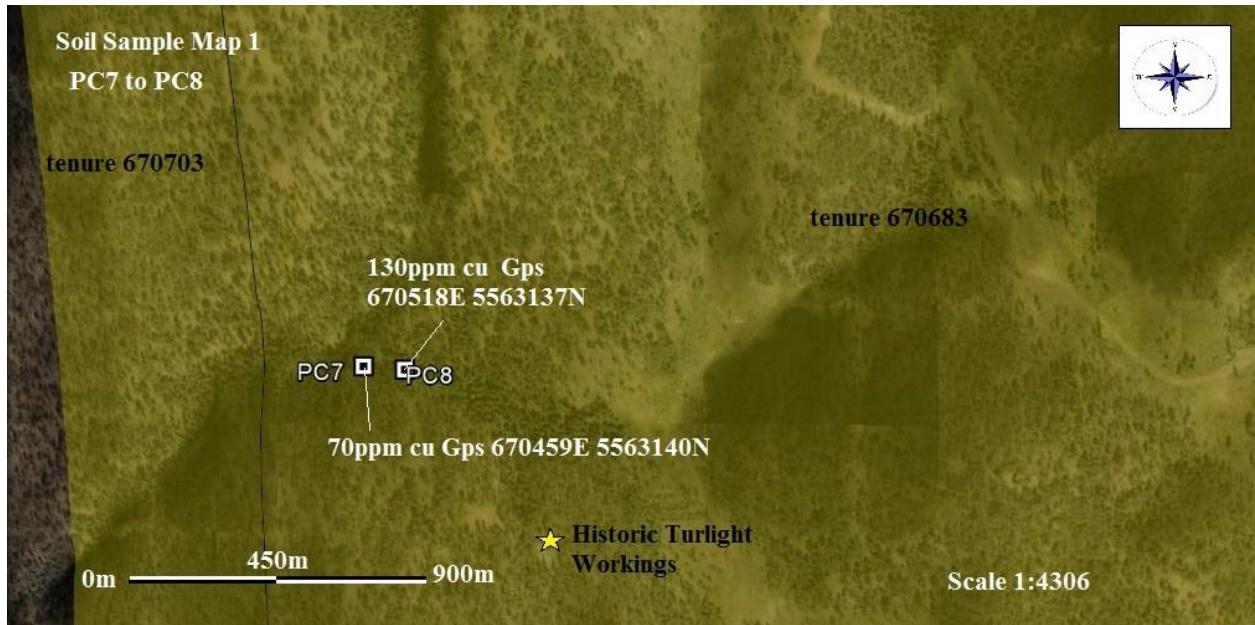 Soil Sample Map 1
PC7 to PC8
tenure 670703
tenure 670683
130ppm cu Gps
670518E 5563137N
PC7
PC8
70ppm cu Gps 670459E 5563140N
Historic Turlight
Workings
0m
450m
900m
Scale 1:4306